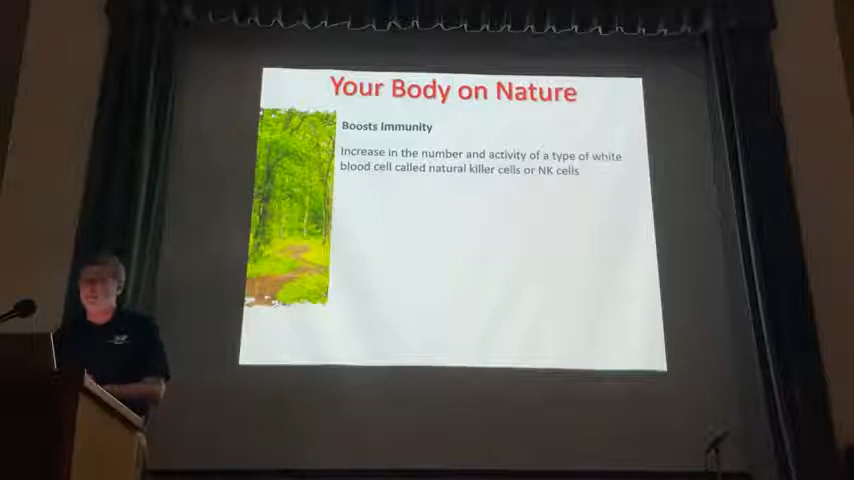 Your Body on Nature
Boosts Immunity
Increase in the number and activity of a type of white
blood cell called natural killer cells or NK cells